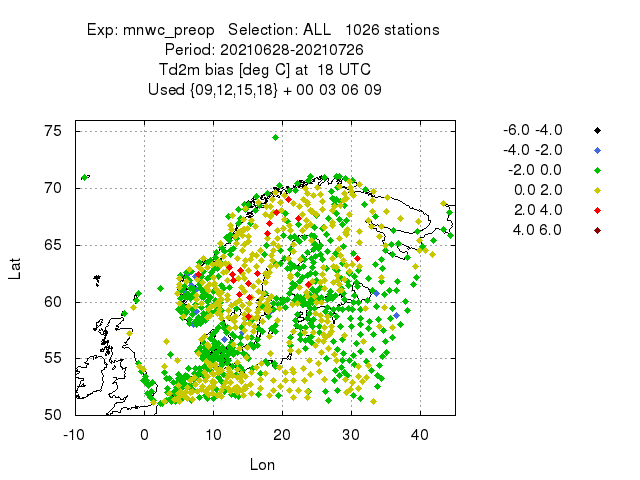 Exp: mnwc_preop   Selection: ALL   1026 stations
Period: 20210628-20210726
Td2m bias [deg C] at  18 UTC
Used {09,12,15,18} + 00 03 06 09
-6.0 -4.0
-4.0 -2.0
-2.0 0.0
0.0 2.0
2.0 4.0
4.0 6.0
75
70
65
60
55
50
Lat
-10 0 10 20 30 40
Lon